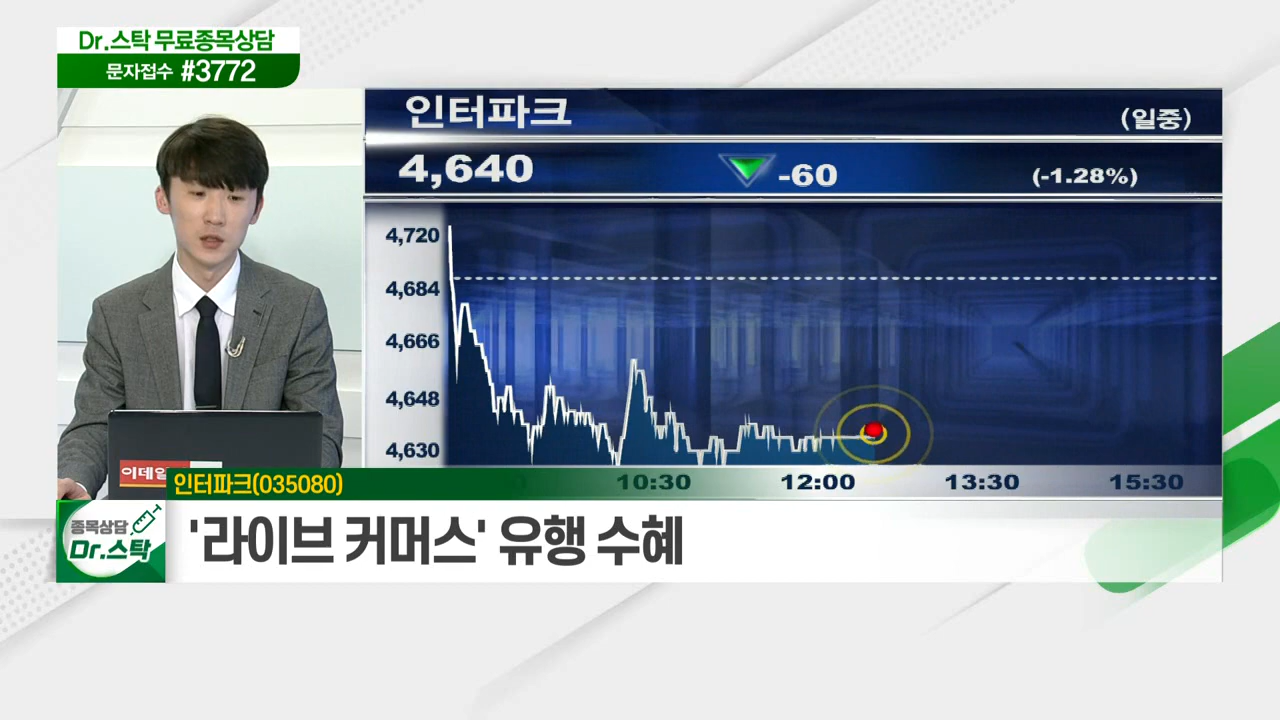 Dr.스탁 무료종목상담
문자접수 #3772
인터파크
(일중)
4,640
-60
(-1.28%)
4,720
4,684
4,666
4,648
4,630
10:30
12:00
13:30
15:30
이데일
인터파크(035080)
종목상담
Dr.스탁
'라이브 커머스' 유행 수혜